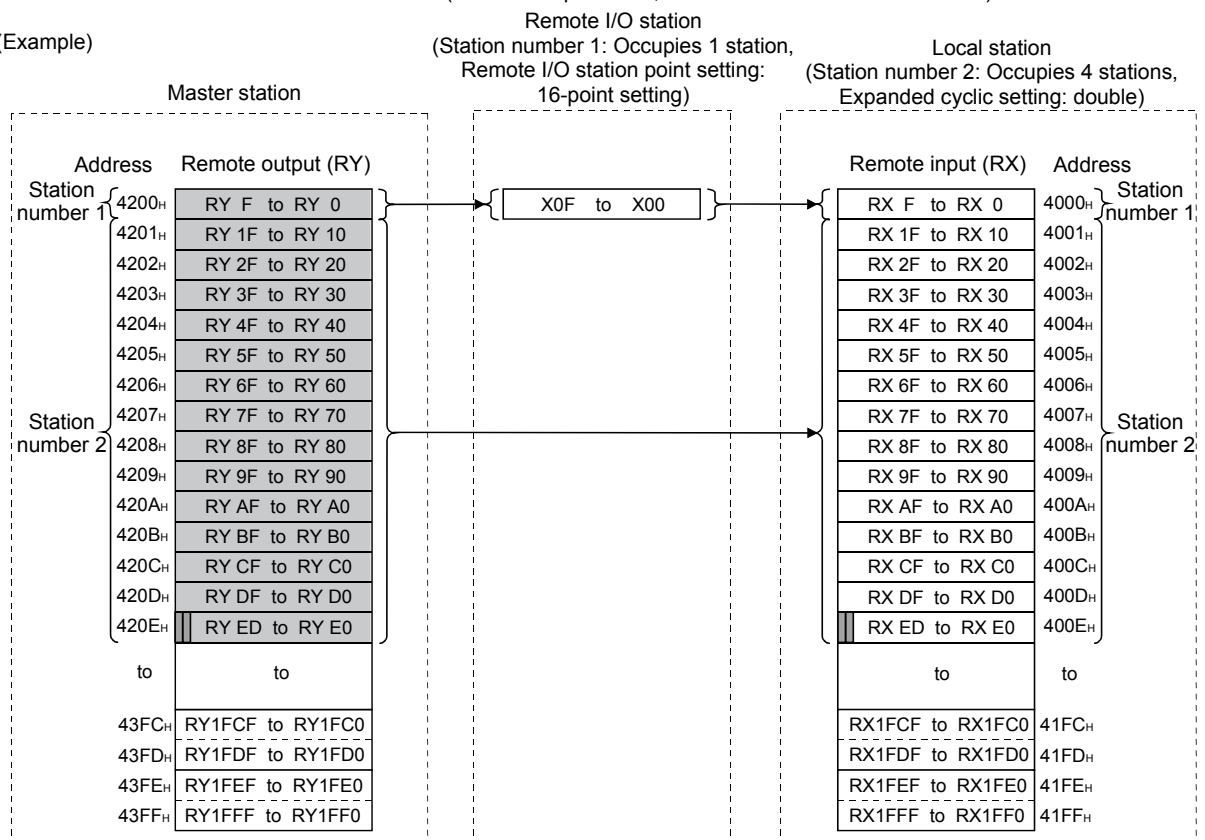 Remote I/O station
(Example)
(Station number 1: Occupies 1 station,
Remote I/O station point setting:
16-point setting)
Local station
(Station number 2: Occupies 4 stations,
Expanded cyclic setting: double)
Master station
Address Remote output (RY) Remote input (RX) Address
Station number 1
Station number 1
4200H RY F to RY 0 X0F to X00 RX F to RX 0 4000H
4201H RY 1F to RY 10 RX 1F to RX 10 4001H
4202H RY 2F to RY 20 RX 2F to RX 20 4002H
4203H RY 3F to RY 30 RX 3F to RX 30 4003H
4204H RY 4F to RY 40 RX 4F to RX 40 4004H
4205H RY 5F to RY 50 RX 5F to RX 50 4005H
4206H RY 6F to RY 60 RX 6F to RX 60 4006H
4207H RY 7F to RY 70 RX 7F to RX 70 4007H
Station number 2
Station number 2
4208H RY 8F to RY 80 RX 8F to RX 80 4008H
4209H RY 9F to RY 90 RX 9F to RX 90 4009H
420AH RY AF to RY A0 RX AF to RX A0 400AH
420BH RY BF to RY B0 RX BF to RX B0 400BH
420CH RY CF to RY C0 RX CF to RX C0 400CH
420DH RY DF to RY D0 RX DF to RX D0 400DH
420EH RY ED to RY E0 RX ED to RX E0 400EH
to to to to
43FCH RY1FCF to RY1FC0 RX1FCF to RX1FC0 41FCH
43FDH RY1FDF to RY1FD0 RX1FDF to RX1FD0 41FDH
43FEH RY1FEF to RY1FE0 RX1FEF to RX1FE0 41FEH
43FFH RY1FFF to RY1FF0 RX1FFF to RX1FF0 41FFH